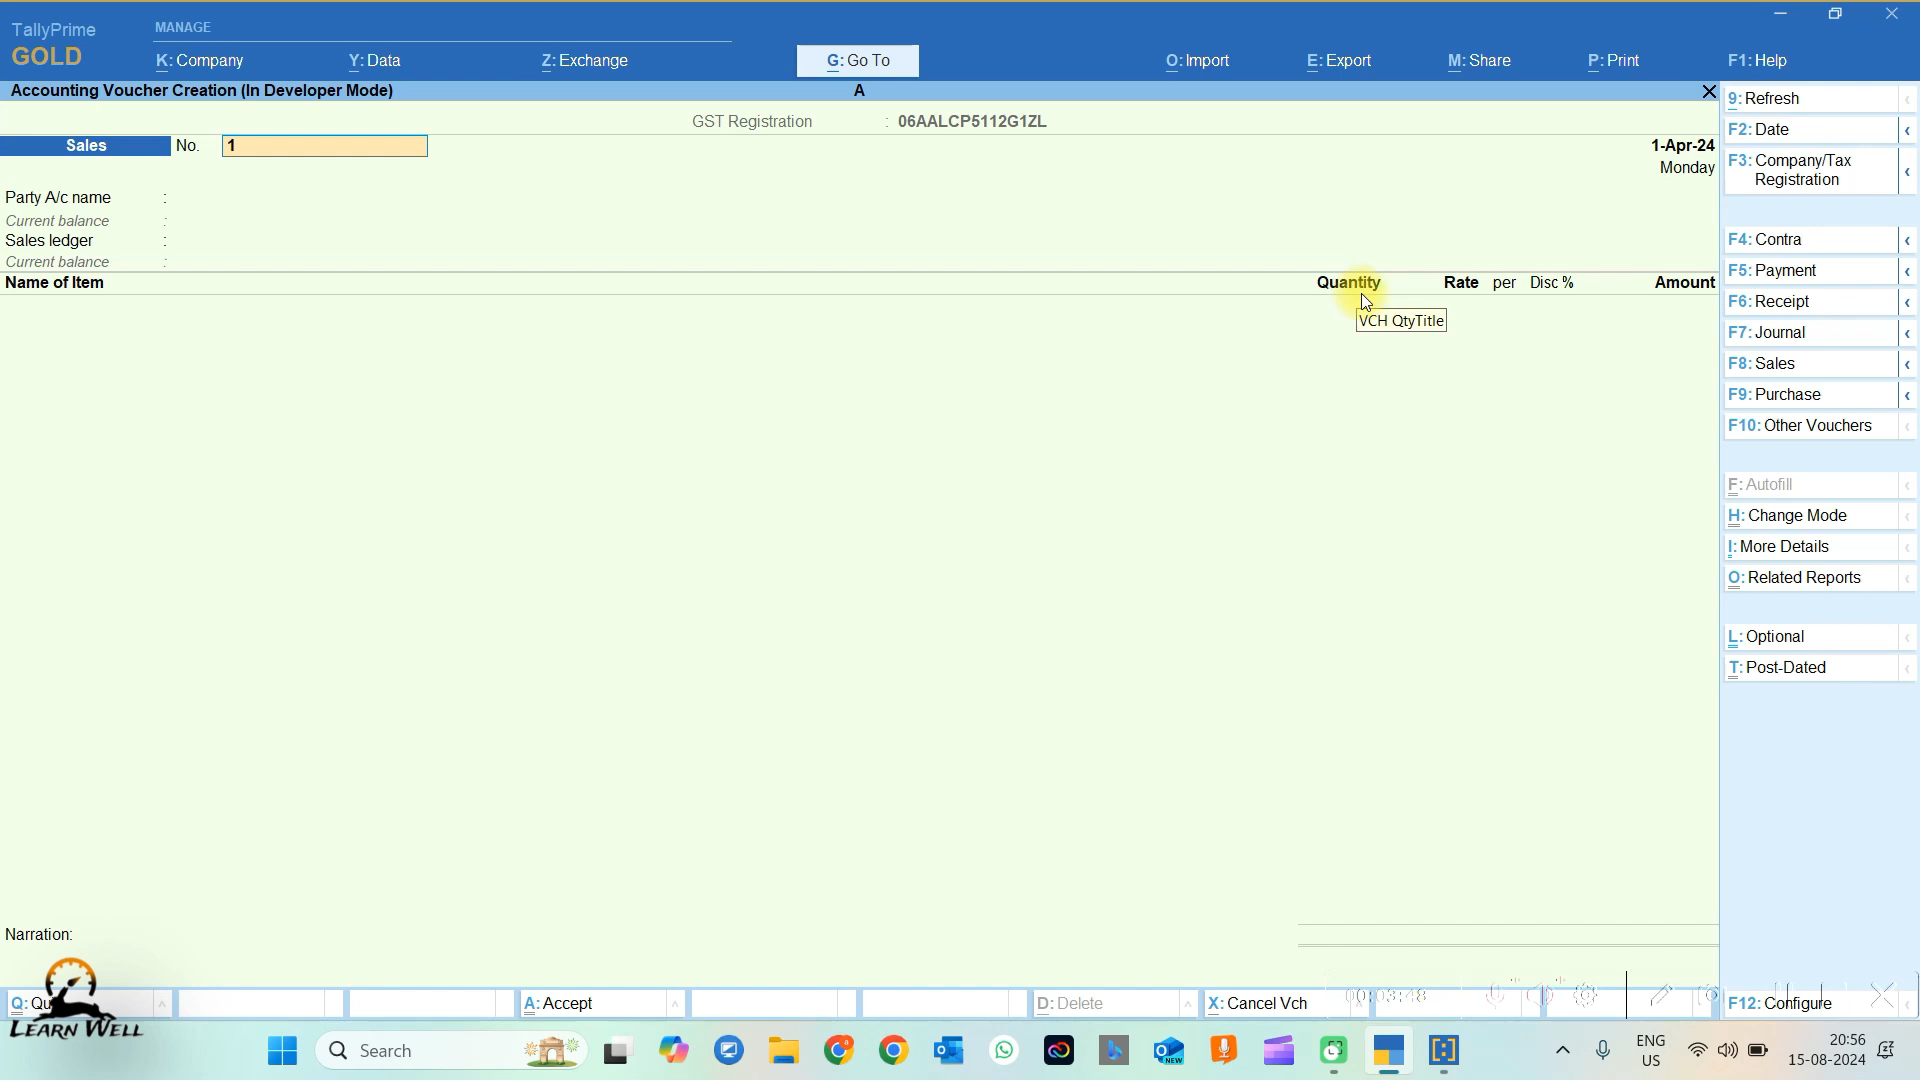 TallyPrime
GOLD
MANAGE
K: Company
Y: Data
Z: Exchange
G: Go To
O: Import
E: Export
M: Share
P: Print
F1: Help
Accounting Voucher Creation (In Developer Mode)
A
GST Registration : 06AALCP5112G1ZL
Sales No. 1
1-Apr-24
Monday
Party A/c name :
Current balance :
Sales ledger :
Current balance :
Name of Item Quantity Rate per Disc % Amount
VCH QtyTitle
Narration:
9: Refresh
F2: Date
F3: Company/Tax
Registration
F4: Contra
F5: Payment
F6: Receipt
F7: Journal
F8: Sales
F9: Purchase
F10: Other Vouchers
F: Autofill
H: Change Mode
I: More Details
O: Related Reports
L: Optional
T: Post-Dated
F12: Configure
A: Accept
D: Delete
X: Cancel Vch
00:03:48
LEARN WELL
Search
NEW
ENG
US
20:56
15-08-2024